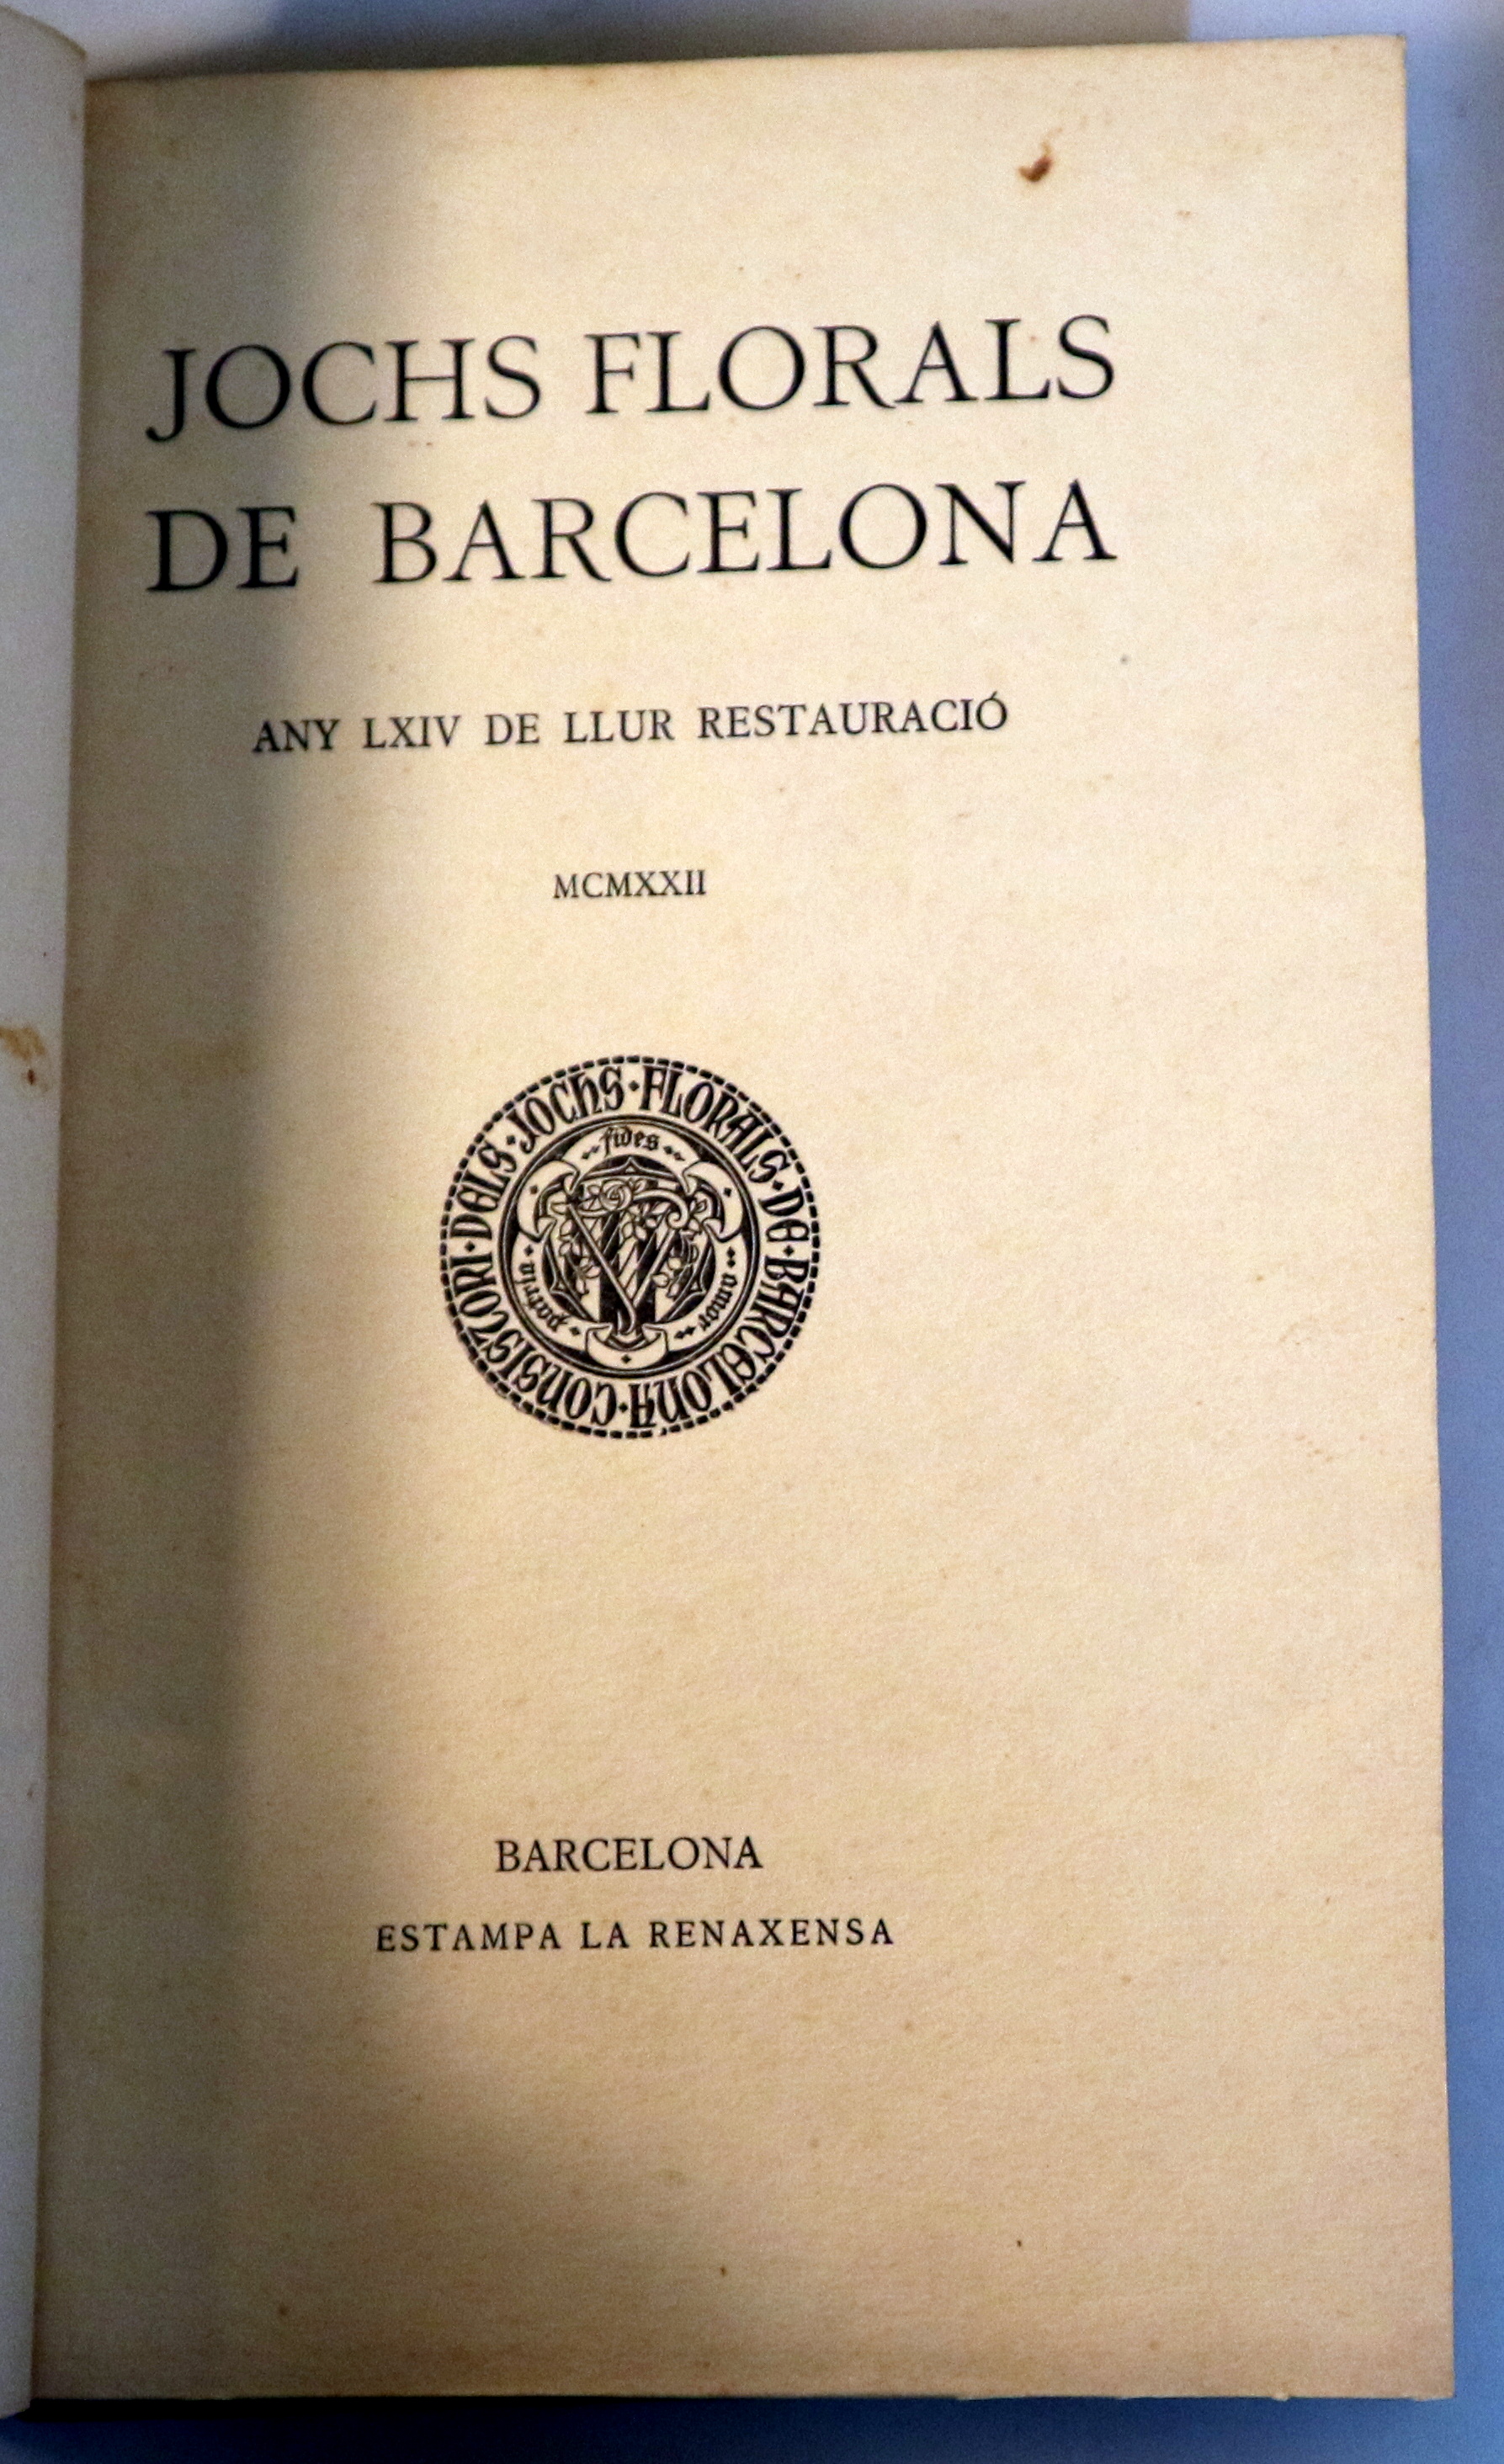 JOCHS FLORALS
DE BARCELONA
ANY LXIV DE LLUR RESTAURACIÓ
MCMXXII
CONSISTORI · DELS · JOCHS · FLORALS · DE · BARCELONA
fides
amor
patria
BARCELONA
ESTAMPA LA RENAXENSA